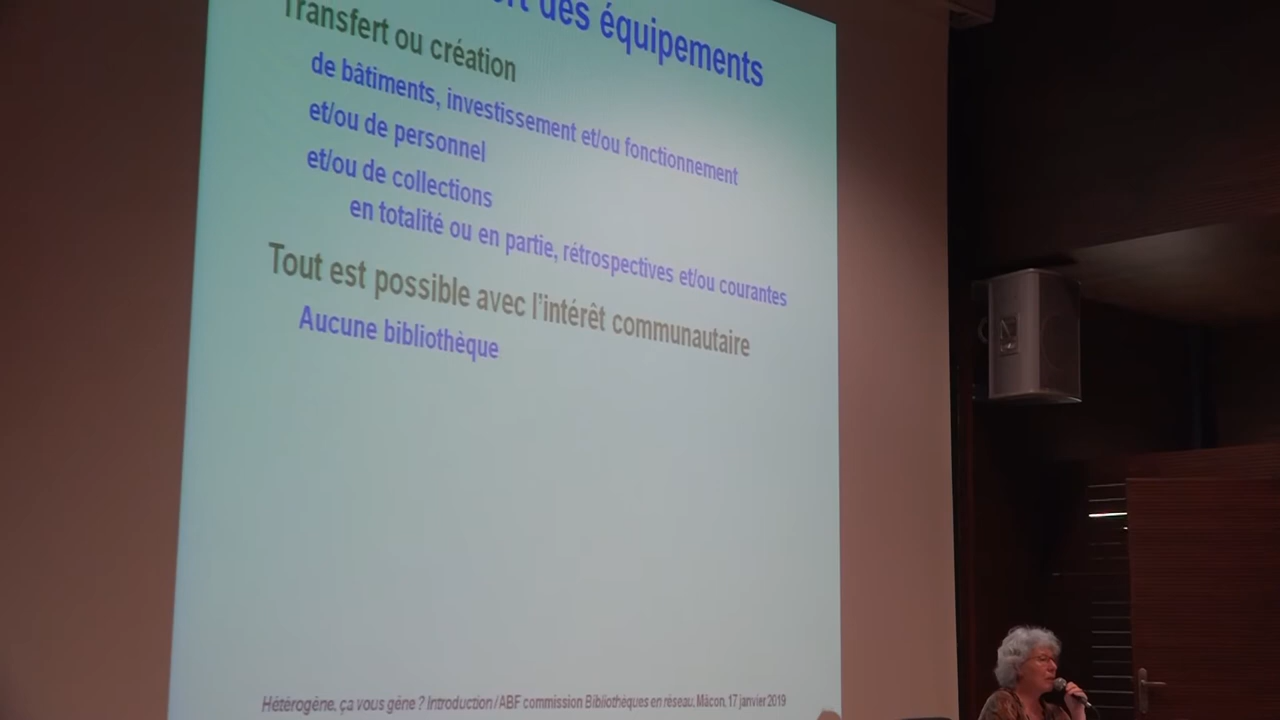 des équipements
Transfert ou création
de bâtiments, investissement et/ou fonctionnement
et/ou de personnel
et/ou de collections
en totalité ou en partie, rétrospectives et/ou courantes
Tout est possible avec l'intérêt communautaire
Aucune bibliothèque
Hétérogène, ça vous gène ? Introduction / ABF commission Bibliothèques en réseau, Mâcon, 17 janvier 2019